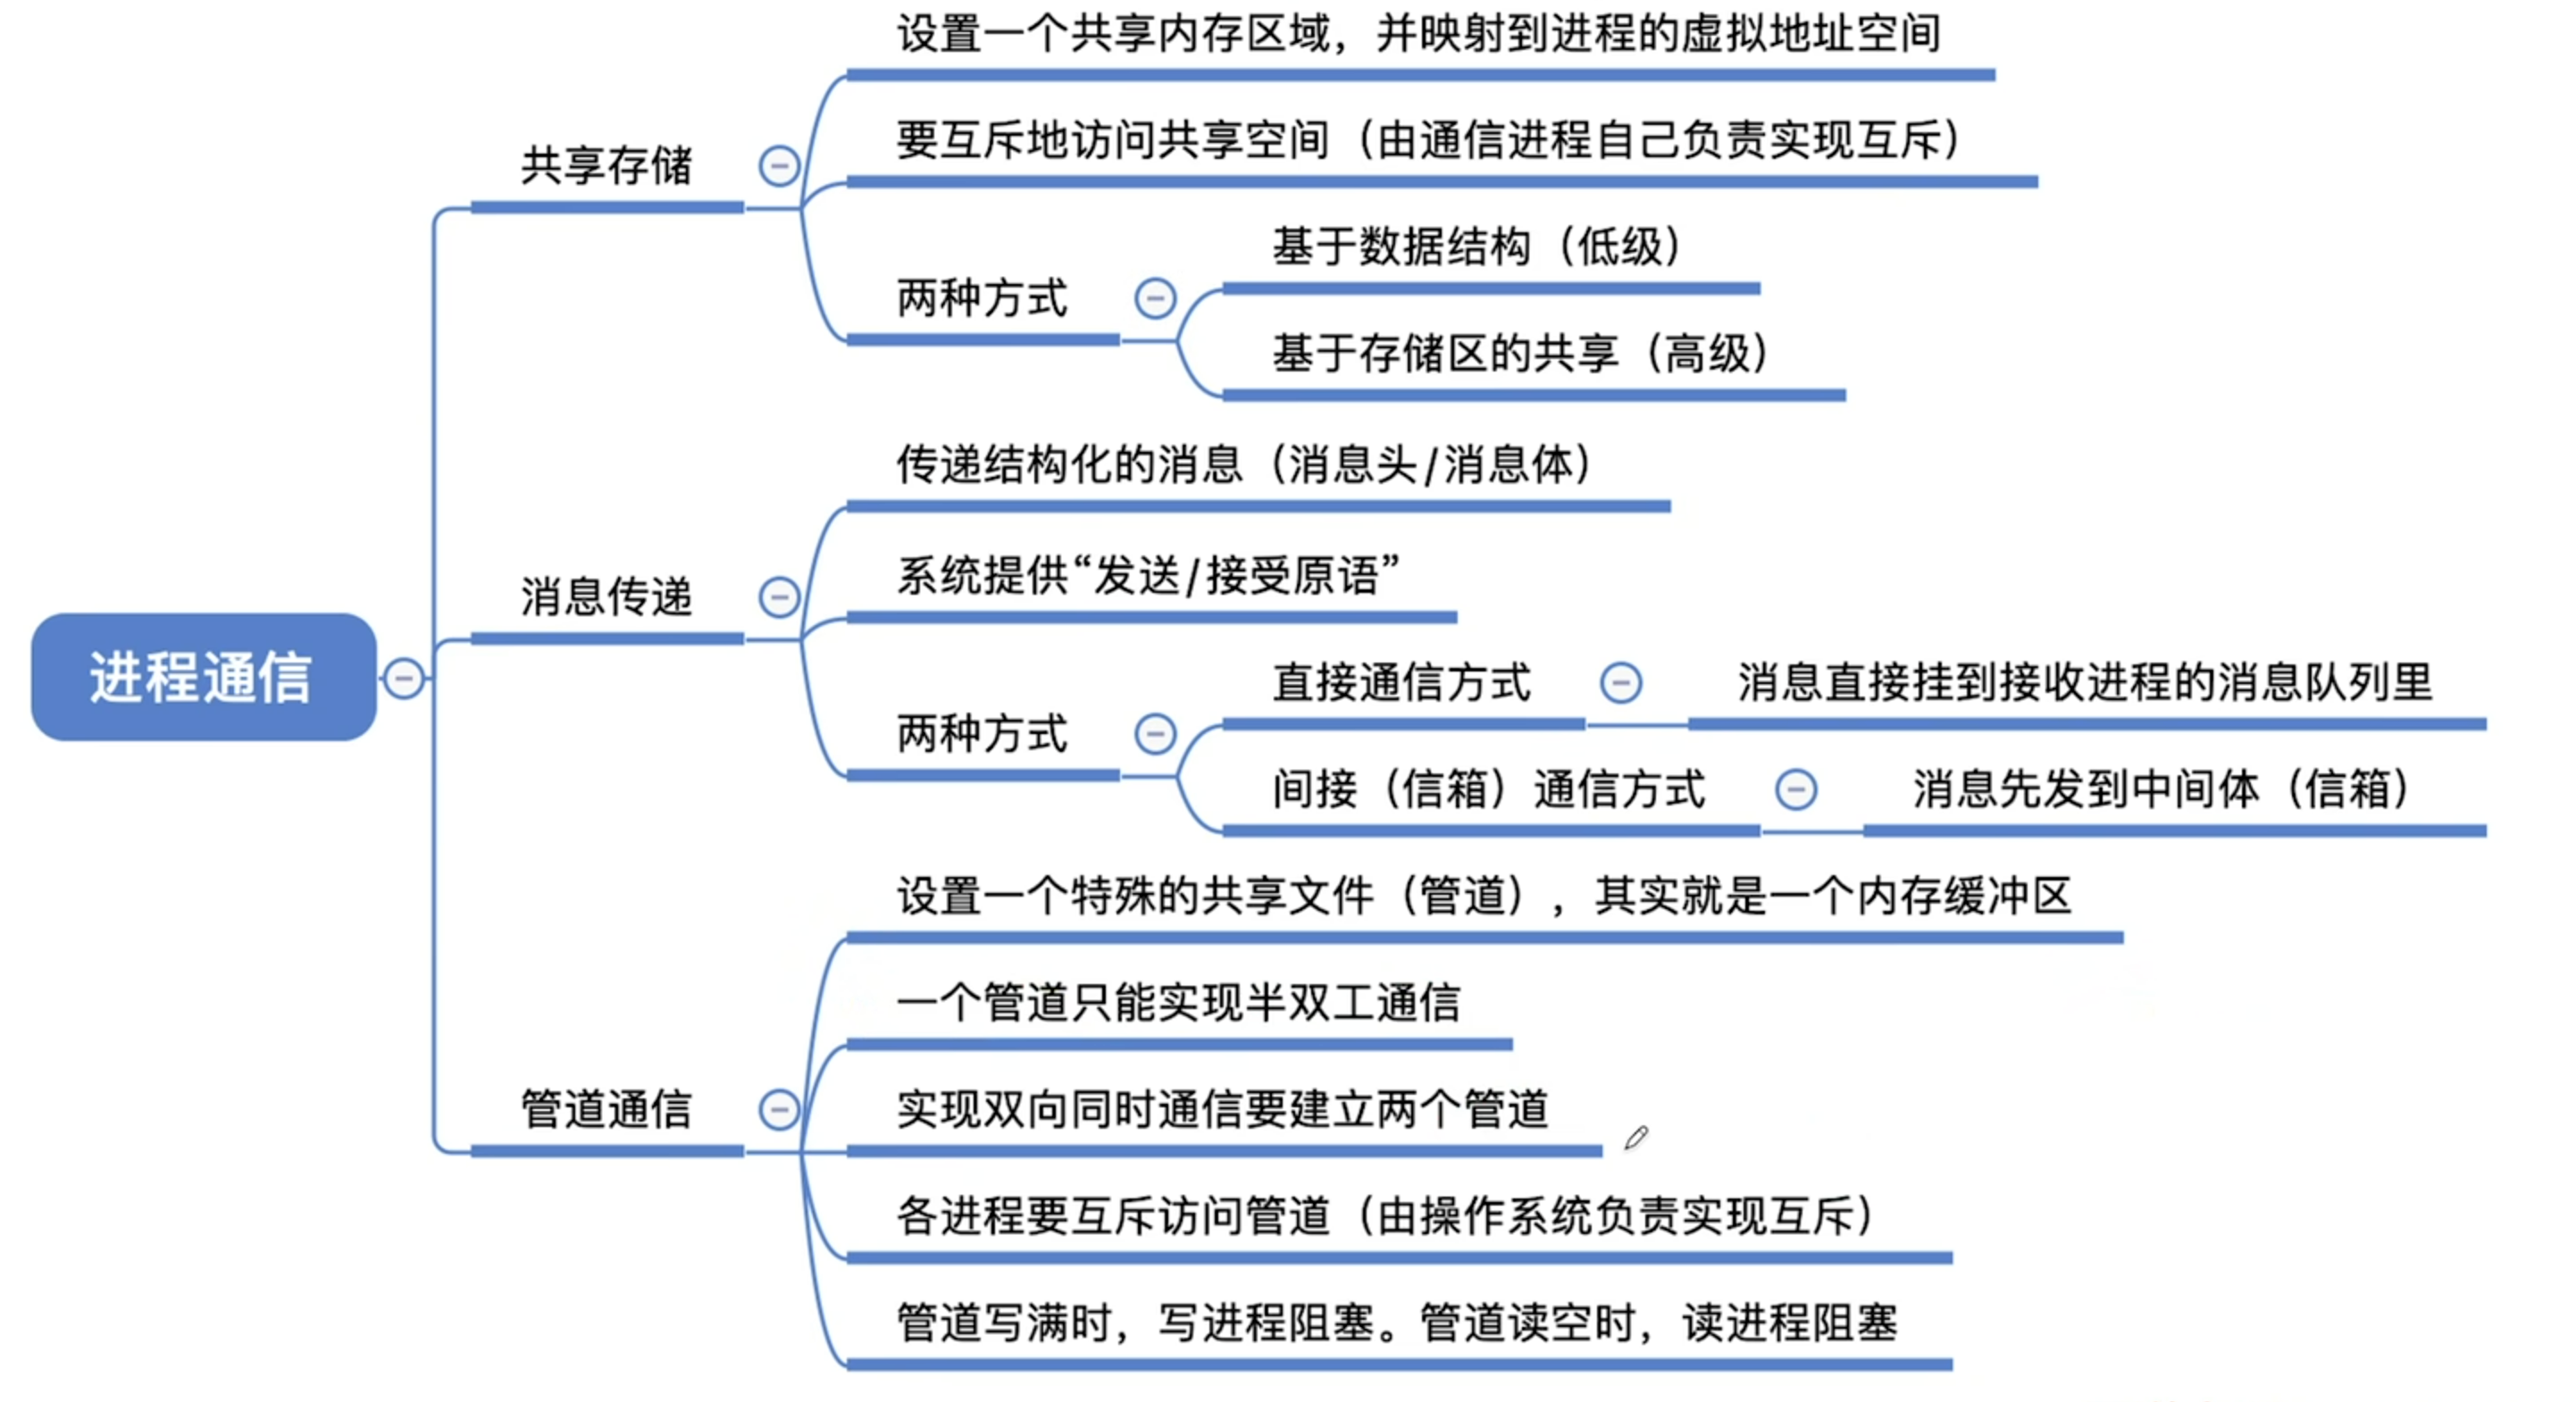 进程通信
共享存储
设置一个共享内存区域，并映射到进程的虚拟地址空间
要互斥地访问共享空间（由通信进程自己负责实现互斥）
两种方式
基于数据结构（低级）
基于存储区的共享（高级）
消息传递
传递结构化的消息（消息头/消息体）
系统提供“发送/接受原语”
两种方式
直接通信方式
消息直接挂到接收进程的消息队列里
间接（信箱）通信方式
消息先发到中间体（信箱）
管道通信
设置一个特殊的共享文件（管道），其实就是一个内存缓冲区
一个管道只能实现半双工通信
实现双向同时通信要建立两个管道
各进程要互斥访问管道（由操作系统负责实现互斥）
管道写满时，写进程阻塞。管道读空时，读进程阻塞